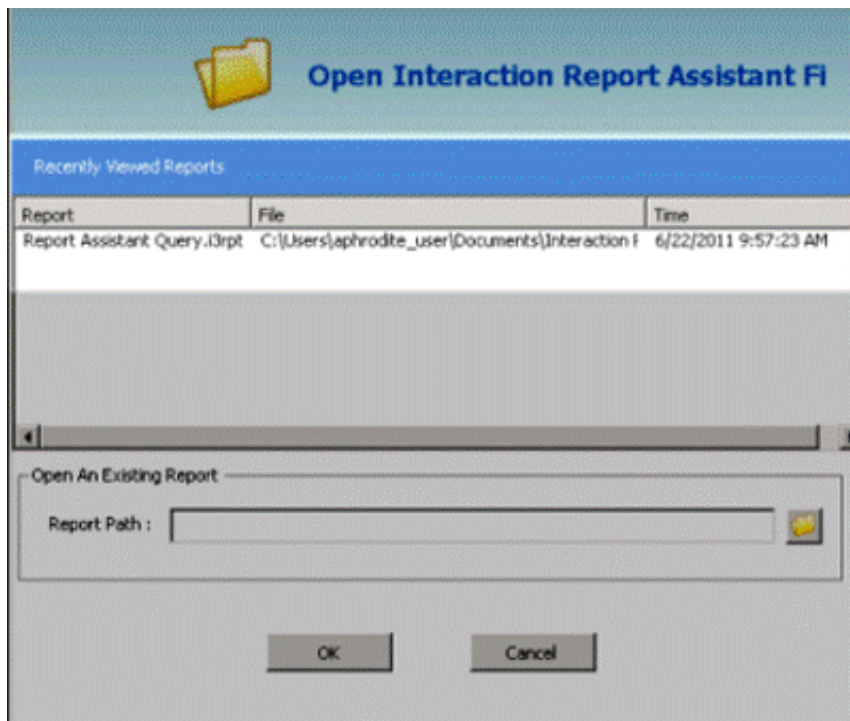 Open Interaction Report Assistant Fi
Recently Viewed Reports
Report File Time
Report Assistant Query.i3rpt C:\Users\aphrodite_user\Documents\Interaction F 6/22/2011 9:57:23 AM
Open An Existing Report
Report Path :
OK Cancel